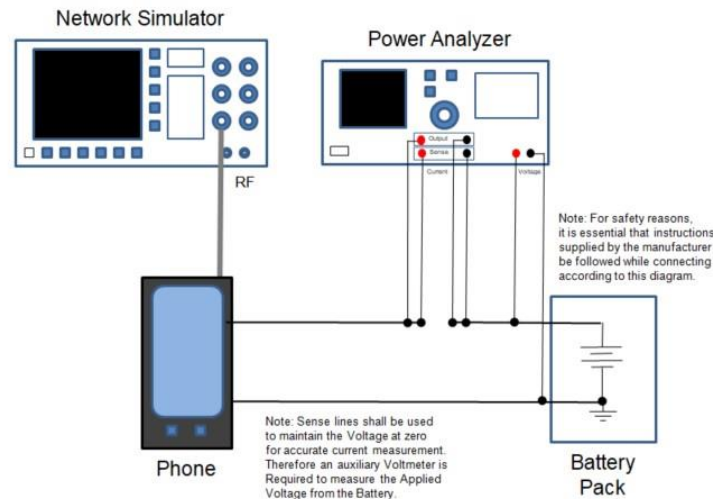 Network Simulator
Power Analyzer
Output
Sense
Current
Voltage
RF
Note: For safety reasons,
it is essential that instructions
supplied by the manufacturer
be followed while connecting
according to this diagram.
Note: Sense lines shall be used
to maintain the Voltage at zero
for accurate current measurement.
Therefore an auxiliary Voltmeter is
Required to measure the Applied
Voltage from the Battery.
Phone
Battery
Pack